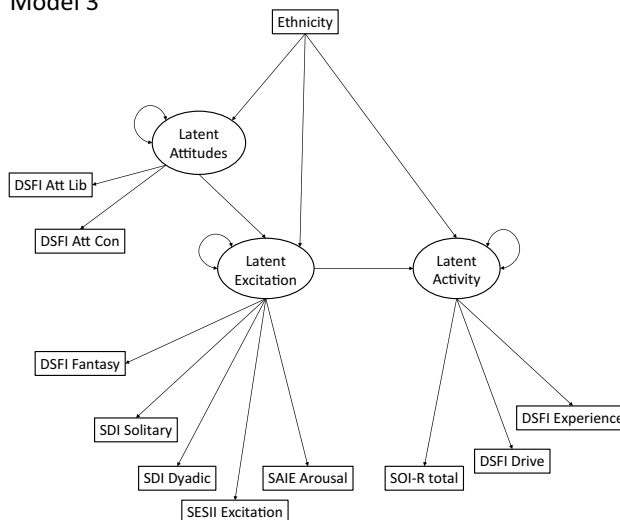 Model 3
Ethnicity
Latent
Attitudes
DSFI Att Lib
DSFI Att Con
Latent
Excitation
Latent
Activity
DSFI Fantasy
SDI Solitary
SDI Dyadic
SESII Excitation
SAIE Arousal
SOI-R total
DSFI Drive
DSFI Experience